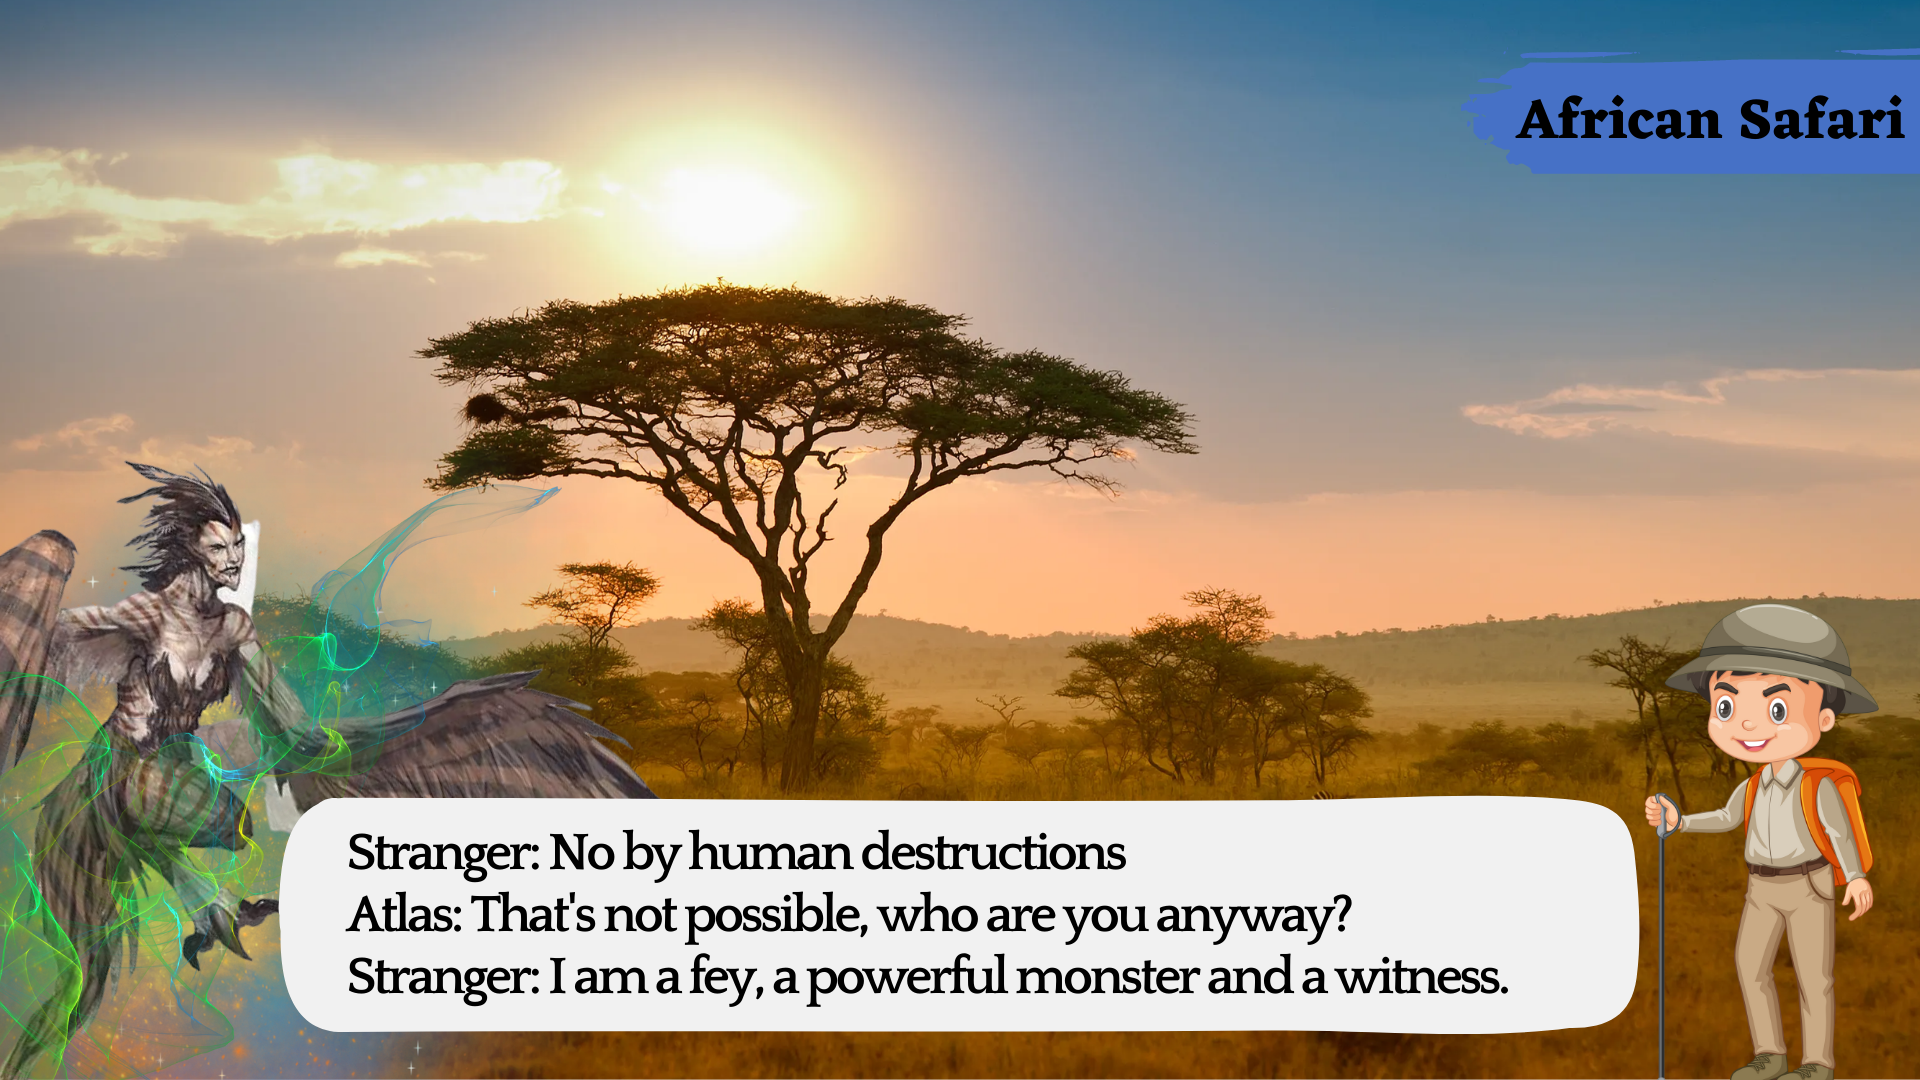 African Safari
Stranger: No by human destructions
Atlas: That's not possible, who are you anyway?
Stranger: I am a fey, a powerful monster and a witness.